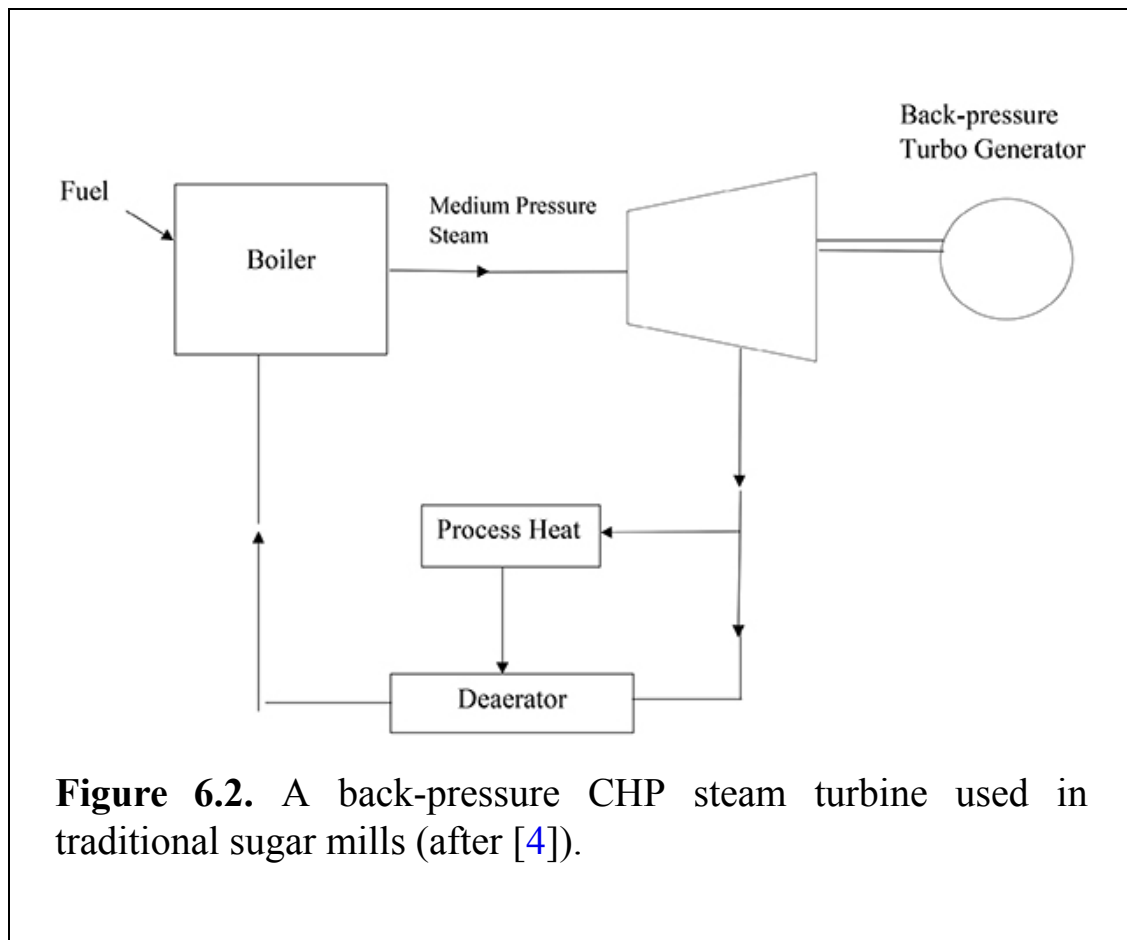 Back-pressure
Turbo Generator
Fuel
Medium Pressure
Steam
Boiler
Process Heat
Deaerator
Figure 6.2. A back-pressure CHP steam turbine used in
traditional sugar mills (after [4]).